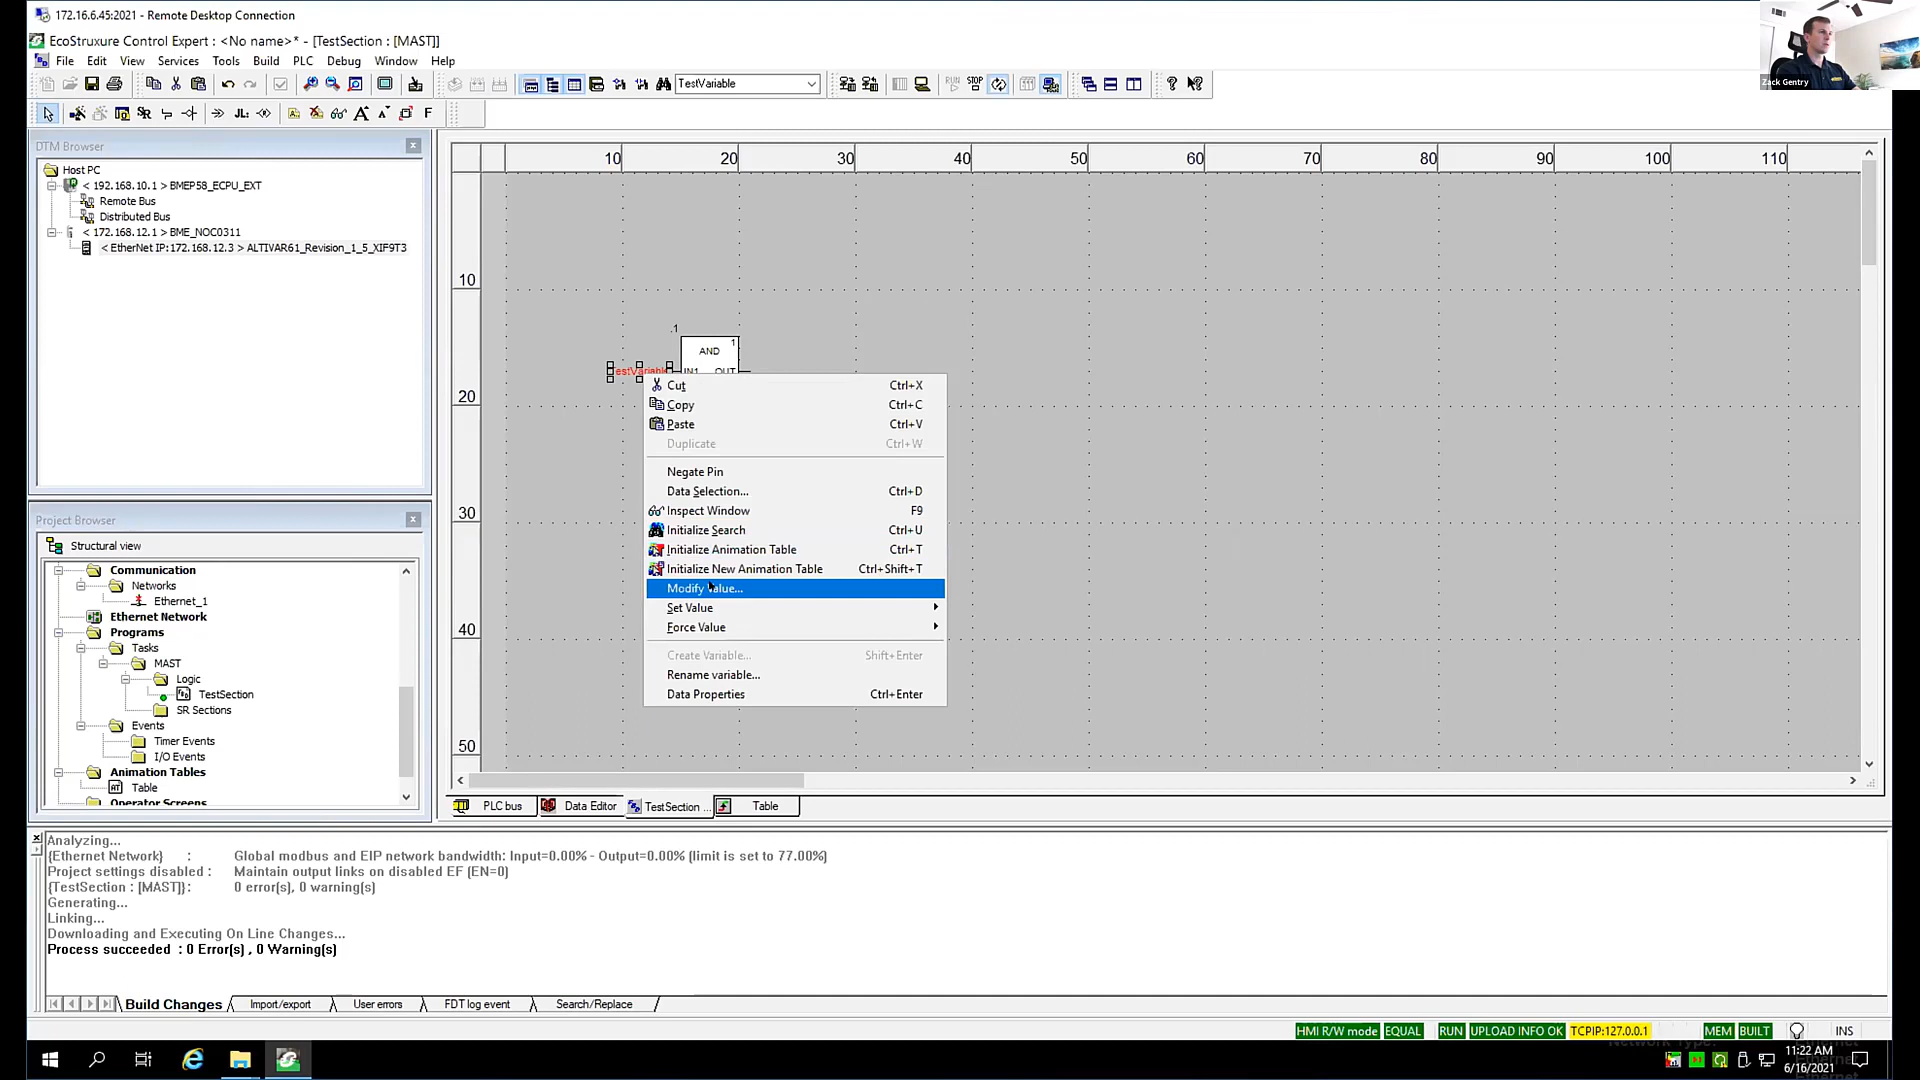 172.16.6.45:2021 - Remote Desktop Connection
EcoStruxure Control Expert : <No name>* - [TestSection : [MAST]]
File Edit View Services Tools Build PLC Debug Window Help
TestVariable
RUN STOP
SR JL: A A F
Zack Gentry
DTM Browser
Host PC
< 192.168.10.1 > BMEP58_ECPU_EXT
Remote Bus
Distributed Bus
< 172.168.12.1 > BME_NOC0311
< EtherNet IP:172.168.12.3 > ALTIVAR61_Revision_1_5_XIF9T3
Project Browser
Structural view
Communication
Networks
Ethernet_1
Ethernet Network
Programs
Tasks
MAST
Logic
TestSection
SR Sections
Events
Timer Events
I/O Events
Animation Tables
Table
Operator Screens
10 20 30 40 50 60 70 80 90 100 110
10
20
30
40
50
.1
1
AND
TestVariable IN1 OUT
Cut Ctrl+X
Copy Ctrl+C
Paste Ctrl+V
Duplicate Ctrl+W
Negate Pin
Data Selection... Ctrl+D
Inspect Window F9
Initialize Search Ctrl+U
Initialize Animation Table Ctrl+T
Initialize New Animation Table Ctrl+Shift+T
Modify Value...
Set Value
Force Value
Create Variable... Shift+Enter
Rename variable...
Data Properties Ctrl+Enter
PLC bus Data Editor TestSection ... Table
Analyzing...
{Ethernet Network} : Global modbus and EIP network bandwidth: Input=0.00% - Output=0.00% (limit is set to 77.00%)
Project settings disabled : Maintain output links on disabled EF (EN=0)
{TestSection : [MAST]}: 0 error(s), 0 warning(s)
Generating...
Linking...
Downloading and Executing On Line Changes...
Process succeeded : 0 Error(s) , 0 Warning(s)
Build Changes Import/export User errors FDT log event Search/Replace
HMI R/W mode EQUAL RUN UPLOAD INFO OK TCPIP:127.0.0.1 MEM BUILT INS
11:22 AM
6/16/2021